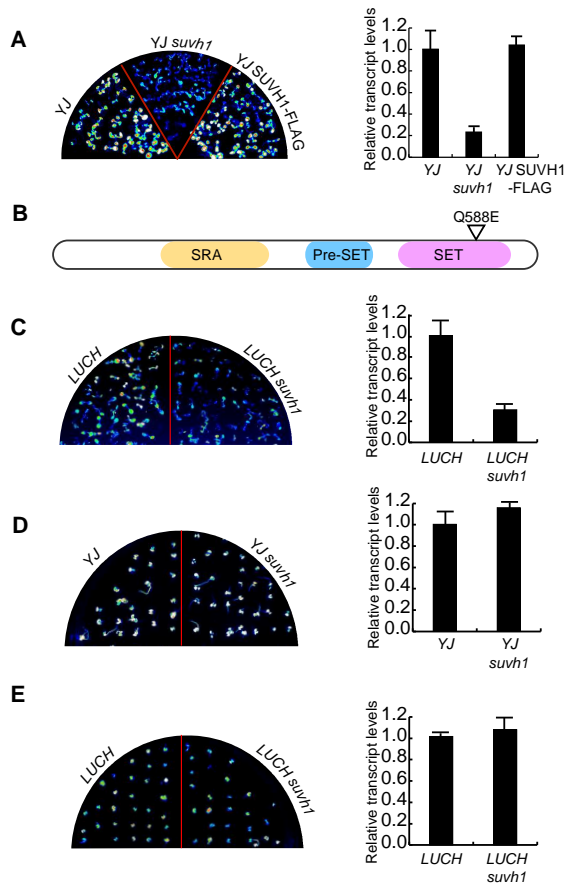 A
YJ
YJ suvh1
YJ SUVH1-FLAG
Relative transcript levels
1.2
1.0
0.8
0.6
0.4
0.2
0.0
YJ
YJ
suvh1
YJ SUVH1
-FLAG
B
Q588E
SRA
Pre-SET
SET
C
LUCH
LUCH suvh1
Relative transcript levels
1.2
1.0
0.8
0.6
0.4
0.2
0.0
LUCH
LUCH
suvh1
D
YJ
YJ suvh1
Relative transcript levels
1.2
1.0
0.8
0.6
0.4
0.2
0.0
YJ
YJ
suvh1
E
LUCH
LUCH suvh1
Relative transcript levels
1.2
1.0
0.8
0.6
0.4
0.2
0.0
LUCH
LUCH
suvh1